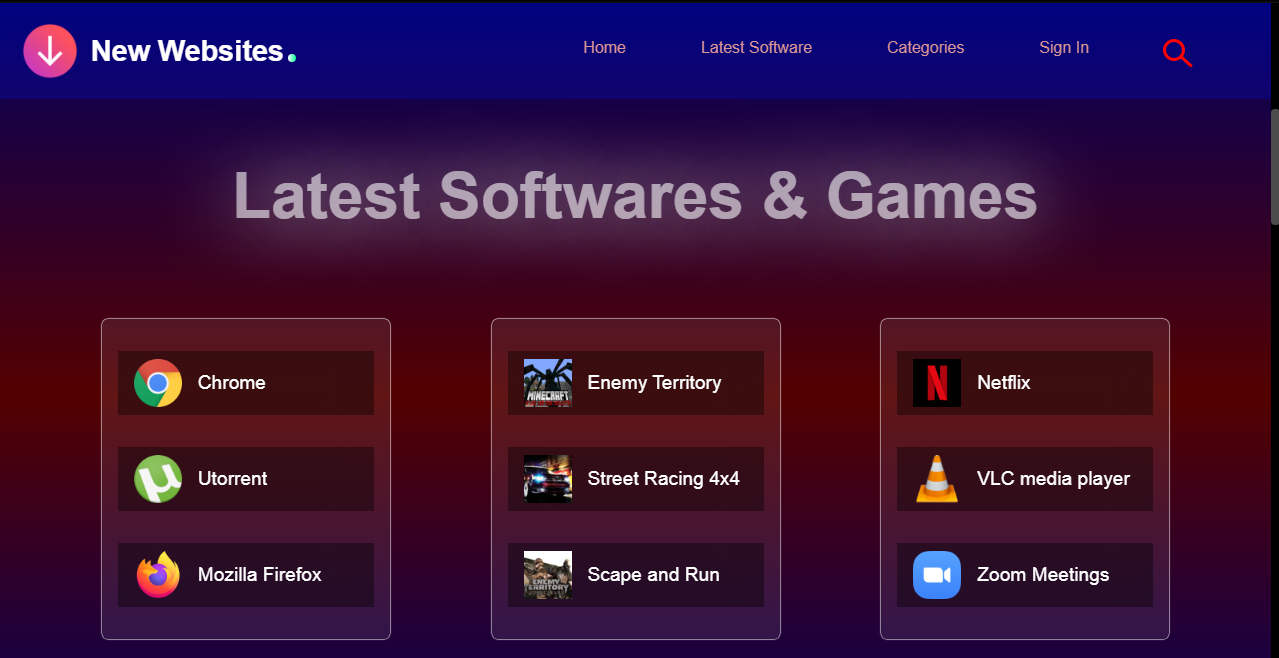 New Websites.
Home
Latest Software
Categories
Sign In
Latest Softwares & Games
Chrome
Utorrent
Mozilla Firefox
MINECRAFT
Enemy Territory
Street Racing 4x4
ENEMY
TERRITORY
Scape and Run
Netflix
VLC media player
Zoom Meetings